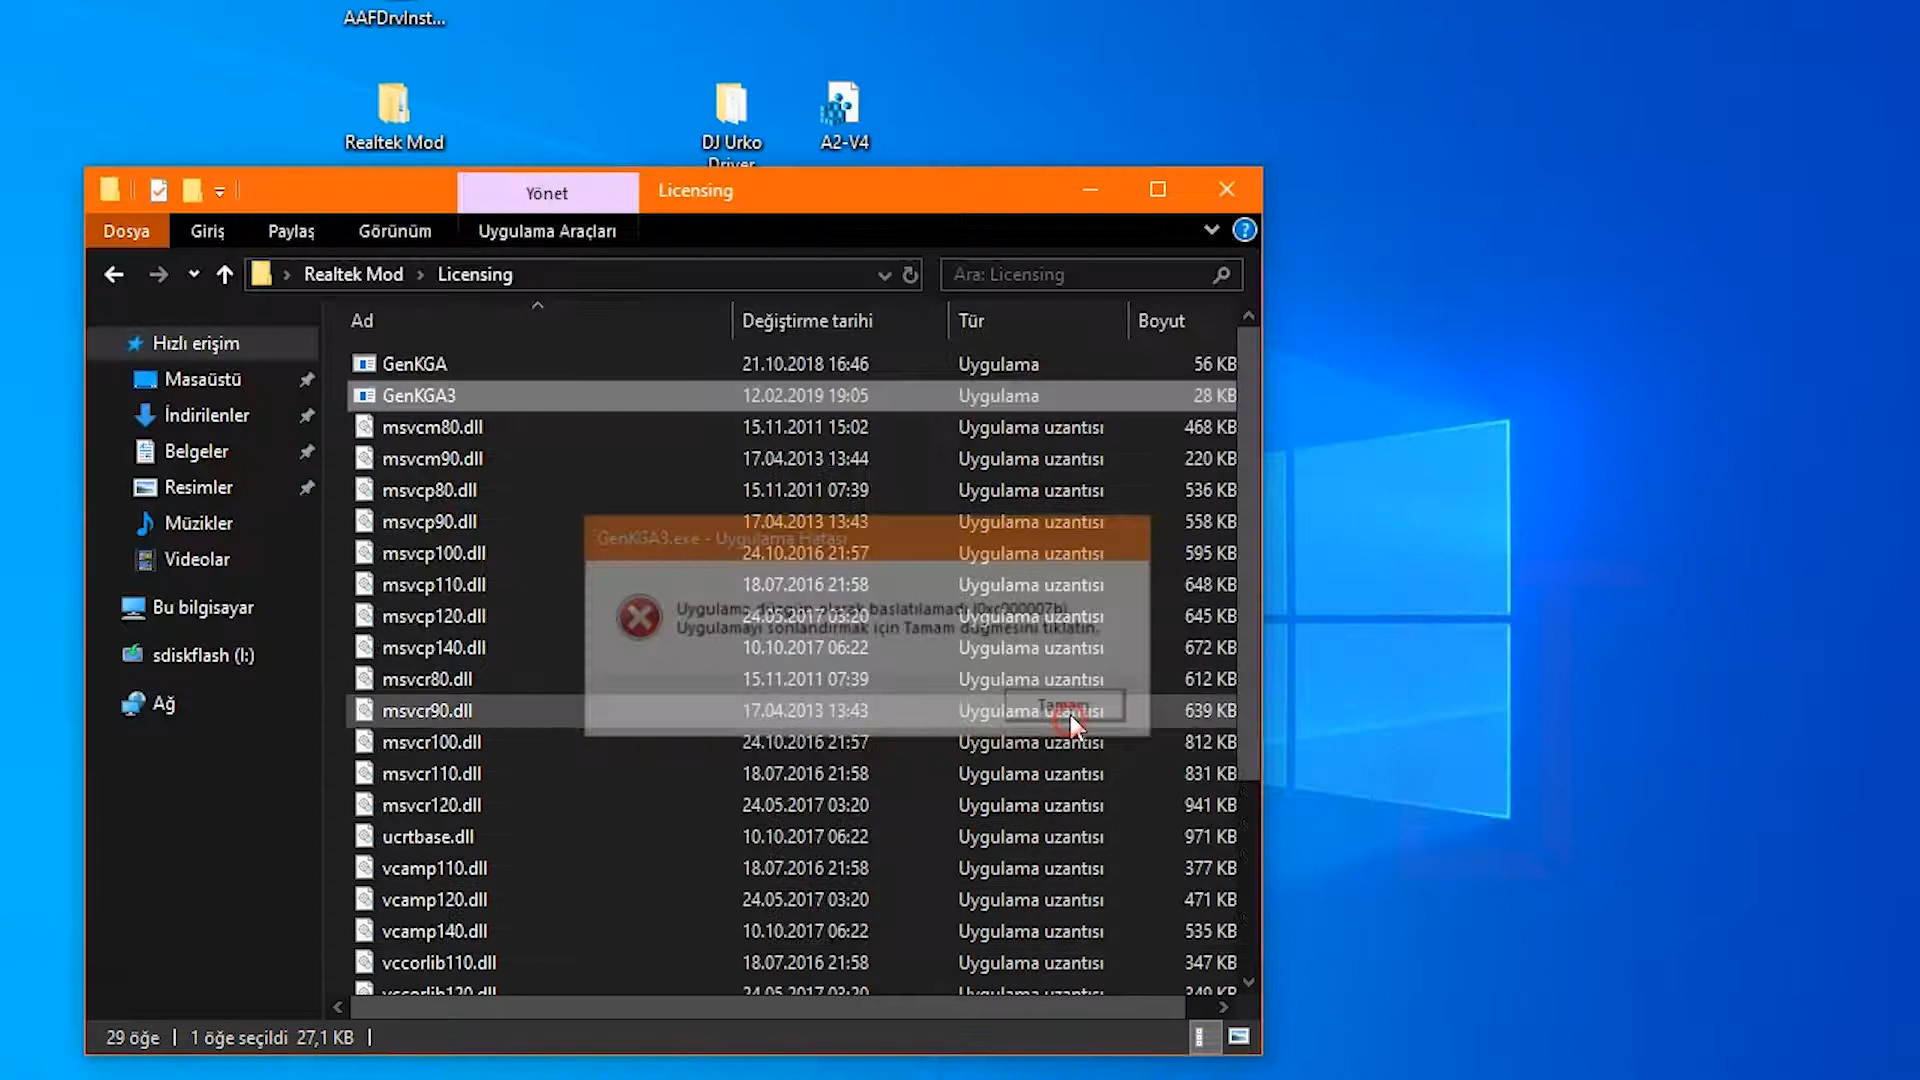 AAFDrvInst...
Realtek Mod
DJ Urko
Driver
A2-V4
Yönet
Licensing
Dosya
Giriş
Paylaş
Görünüm
Uygulama Araçları
Realtek Mod
Licensing
Ara: Licensing
Ad
Değiştirme tarihi
Tür
Boyut
Hızlı erişim
Masaüstü
İndirilenler
Belgeler
Resimler
Müzikler
Videolar
Bu bilgisayar
sdiskflash (I:)
Ağ
GenKGA 21.10.2018 16:46 Uygulama 56 KB
GenKGA3 12.02.2019 19:05 Uygulama 28 KB
msvcm80.dll 15.11.2011 15:02 Uygulama uzantısı 468 KB
msvcm90.dll 17.04.2013 13:44 Uygulama uzantısı 220 KB
msvcp80.dll 15.11.2011 07:39 Uygulama uzantısı 536 KB
msvcp90.dll 17.04.2013 13:43 Uygulama uzantısı 558 KB
msvcp100.dll 24.10.2016 21:57 Uygulama uzantısı 595 KB
msvcp110.dll 18.07.2016 21:58 Uygulama uzantısı 648 KB
msvcp120.dll 24.05.2017 03:20 Uygulama uzantısı 645 KB
msvcp140.dll 10.10.2017 06:22 Uygulama uzantısı 672 KB
msvcr80.dll 15.11.2011 07:39 Uygulama uzantısı 612 KB
msvcr90.dll 17.04.2013 13:43 Uygulama uzantısı 639 KB
msvcr100.dll 24.10.2016 21:57 Uygulama uzantısı 812 KB
msvcr110.dll 18.07.2016 21:58 Uygulama uzantısı 831 KB
msvcr120.dll 24.05.2017 03:20 Uygulama uzantısı 941 KB
ucrtbase.dll 10.10.2017 06:22 Uygulama uzantısı 971 KB
vcamp110.dll 18.07.2016 21:58 Uygulama uzantısı 377 KB
vcamp120.dll 24.05.2017 03:20 Uygulama uzantısı 471 KB
vcamp140.dll 10.10.2017 06:22 Uygulama uzantısı 535 KB
vccorlib110.dll 18.07.2016 21:58 Uygulama uzantısı 347 KB
vccorlib120.dll 24.05.2017 03:20 Uygulama uzantısı 349 KB
GenKGA3.exe - Uygulama Hatası
Uygulama düzgün olarak başlatılamadı (0xc000007b).
Uygulamayı sonlandırmak için Tamam düğmesini tıklatın.
Tamam
29 öğe
1 öğe seçildi 27,1 KB